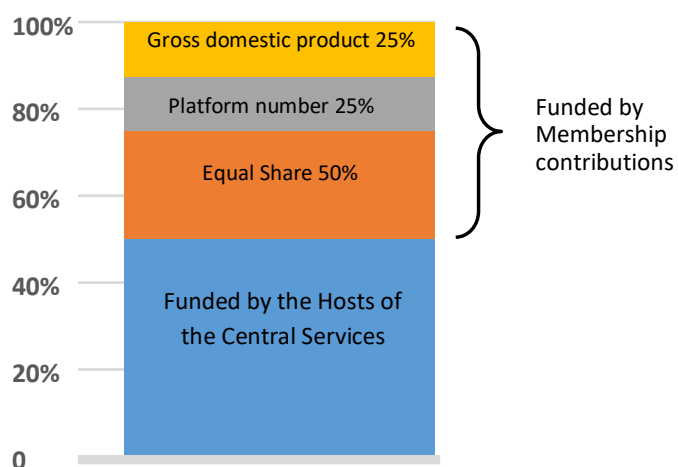 100%
Gross domestic product 25%
80%
Platform number 25%
Funded by
Membership
contributions
Equal Share 50%
60%
40%
Funded by the Hosts of
the Central Services
20%
0